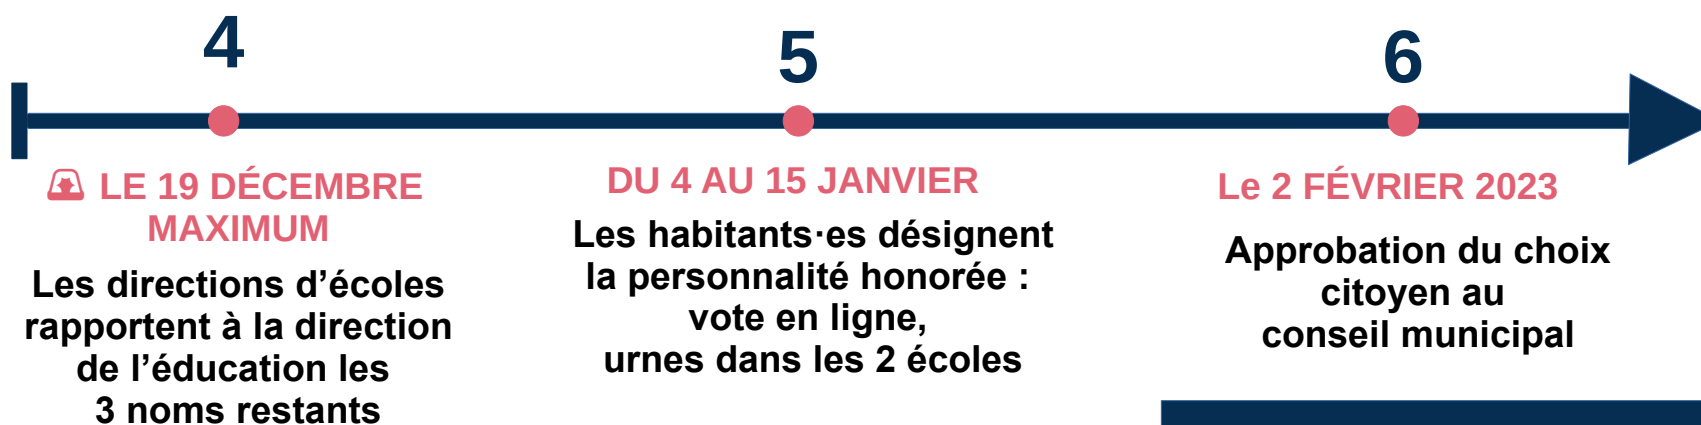 4
LE 19 DÉCEMBRE
MAXIMUM
Les directions d’écoles
rapportent à la direction
de l’éducation les
3 noms restants
5
DU 4 AU 15 JANVIER
Les habitants·es désignent
la personnalité honorée :
vote en ligne,
urnes dans les 2 écoles
6
Le 2 FÉVRIER 2023
Approbation du choix
citoyen au
conseil municipal